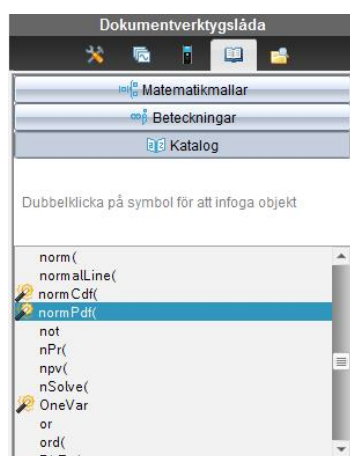 Dokumentverktygslåda
Matematikmallar
Beteckningar
Katalog
Dubbelklicka på symbol för att infoga objekt
norm(
normalLine(
normCdf(
normPdf(
not
nPr(
npv(
nSolve(
OneVar
or
ord(